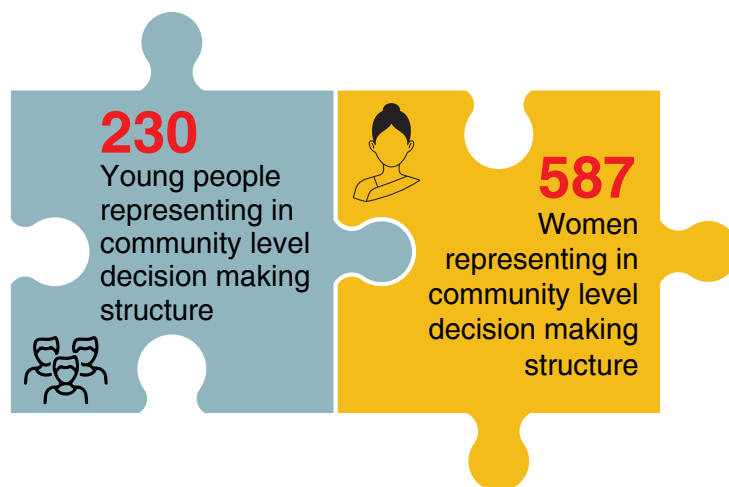 230
Young people
representing in
community level
decision making
structure
587
Women
representing in
community level
decision making
structure